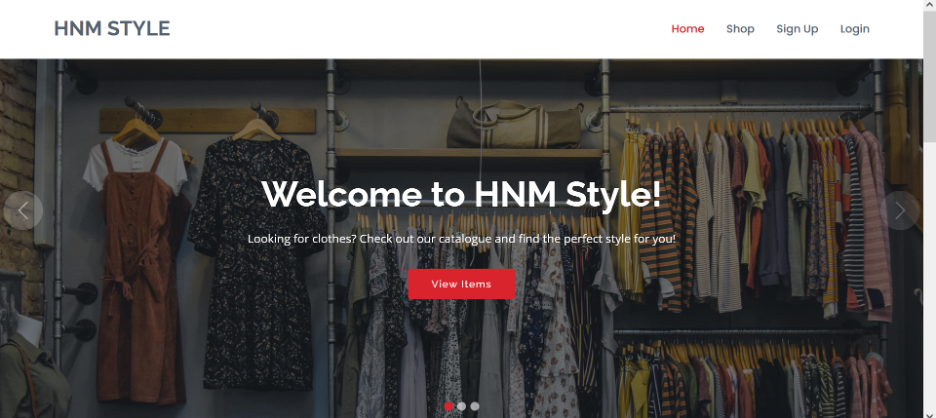 HNM STYLE
Home Shop Sign Up Login
Welcome to HNM Style!
Looking for clothes? Check out our catalogue and find the perfect style for you!
View Items